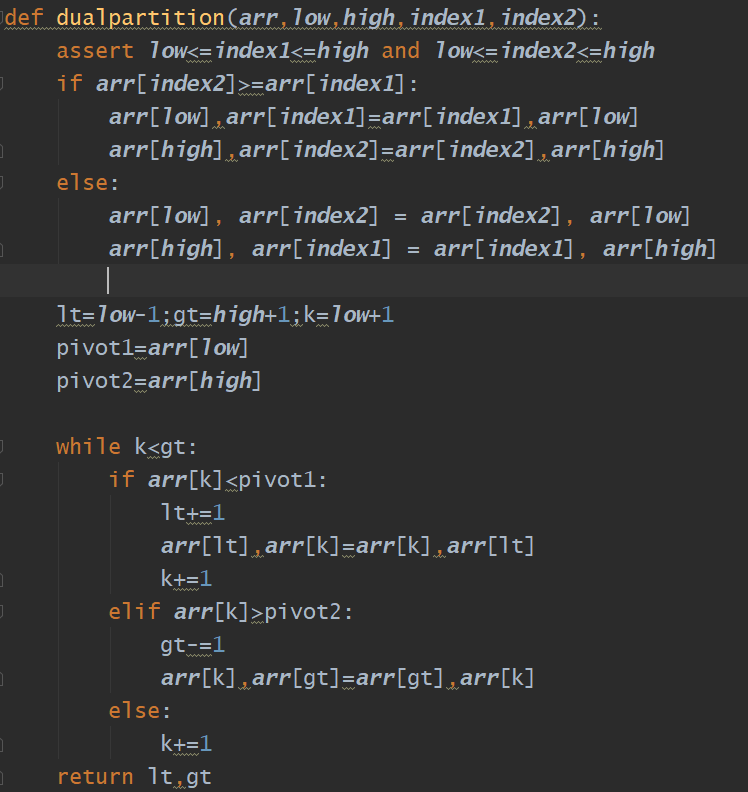 def dualpartition(arr,low,high,index1,index2):
    assert low<=index1<=high and low<=index2<=high
    if arr[index2]>=arr[index1]:
        arr[low],arr[index1]=arr[index1],arr[low]
        arr[high],arr[index2]=arr[index2],arr[high]
    else:
        arr[low], arr[index2] = arr[index2], arr[low]
        arr[high], arr[index1] = arr[index1], arr[high]
    lt=low-1;gt=high+1;k=low+1
    pivot1=arr[low]
    pivot2=arr[high]
    while k<gt:
        if arr[k]<pivot1:
            lt+=1
            arr[lt],arr[k]=arr[k],arr[lt]
            k+=1
        elif arr[k]>pivot2:
            gt-=1
            arr[k],arr[gt]=arr[gt],arr[k]
        else:
            k+=1
    return lt,gt